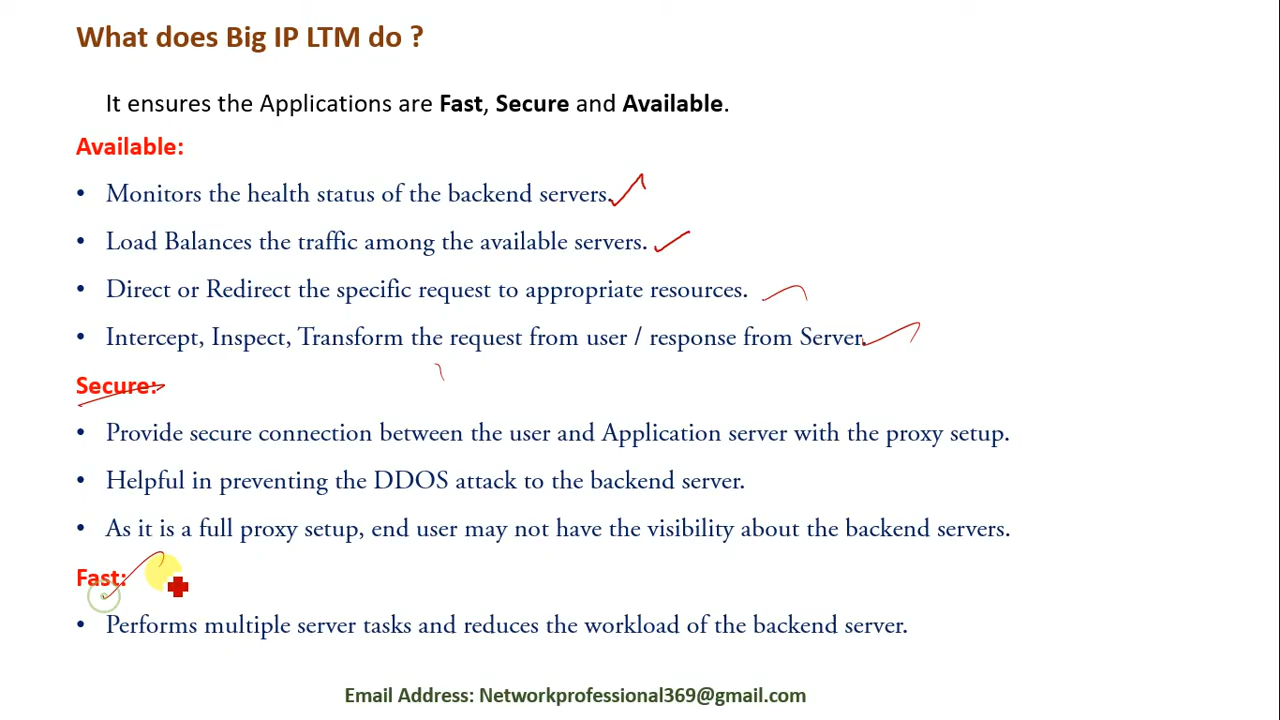 What does Big IP LTM do ?
It ensures the Applications are Fast, Secure and Available.
Available:
• Monitors the health status of the backend servers.
• Load Balances the traffic among the available servers.
• Direct or Redirect the specific request to appropriate resources.
• Intercept, Inspect, Transform the request from user / response from Server.
Secure:
• Provide secure connection between the user and Application server with the proxy setup.
• Helpful in preventing the DDOS attack to the backend server.
• As it is a full proxy setup, end user may not have the visibility about the backend servers.
Fast:
• Performs multiple server tasks and reduces the workload of the backend server.
Email Address: Networkprofessional369@gmail.com